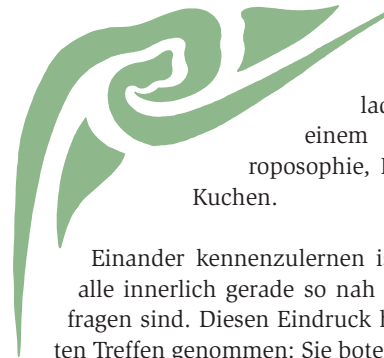 einem
roposophie,
Kuchen.
Einander kennenzulernen
alle innerlich gerade so nah
fragen sind. Diesen Eindruck
ten Treffen genommen: Sie bote